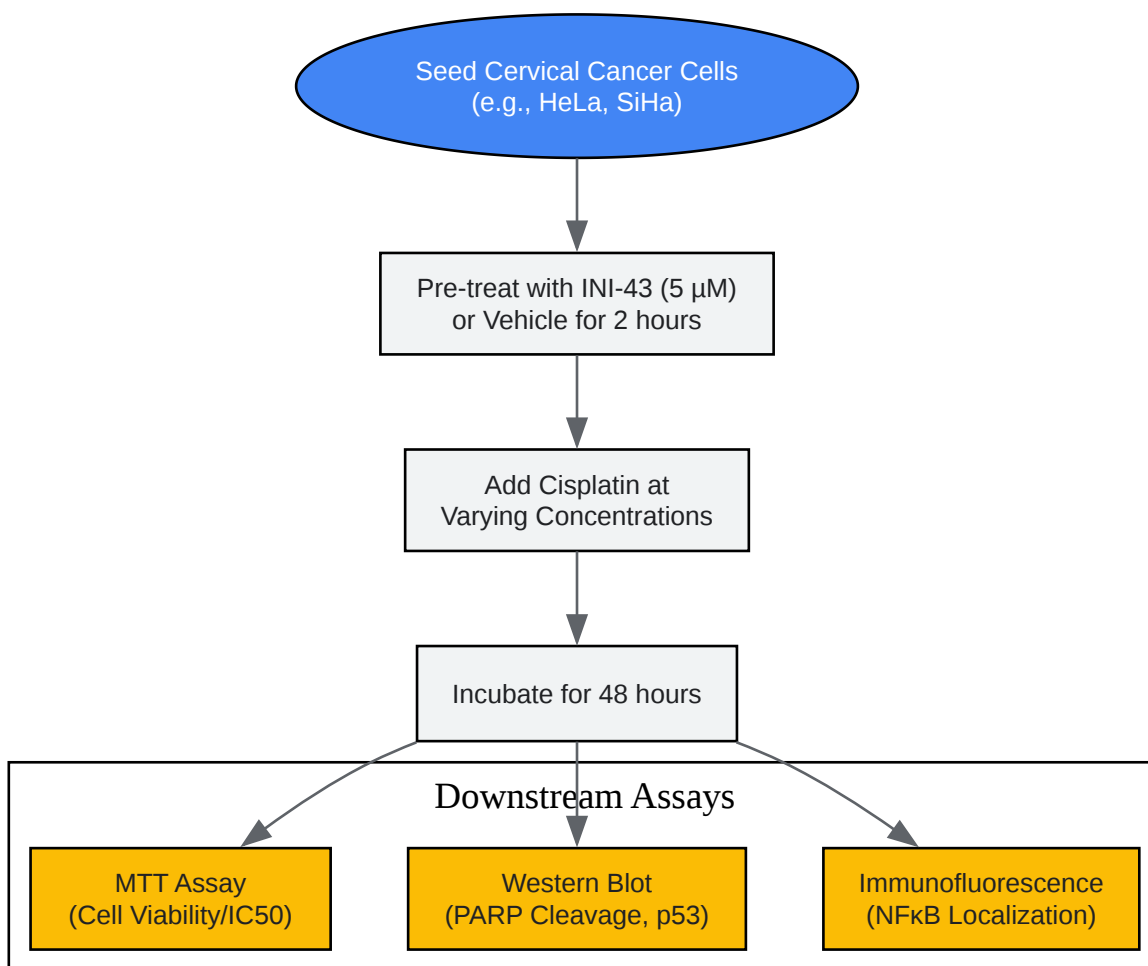 Seed Cervical Cancer Cells
(e.g., HeLa, SiHa)
Pre-treat with INI-43 (5 µM)
or Vehicle for 2 hours
Add Cisplatin at
Varying Concentrations
Incubate for 48 hours
Downstream Assays
MTT Assay
(Cell Viability/IC50)
Western Blot
(PARP Cleavage, p53)
Immunofluorescence
(NFκB Localization)